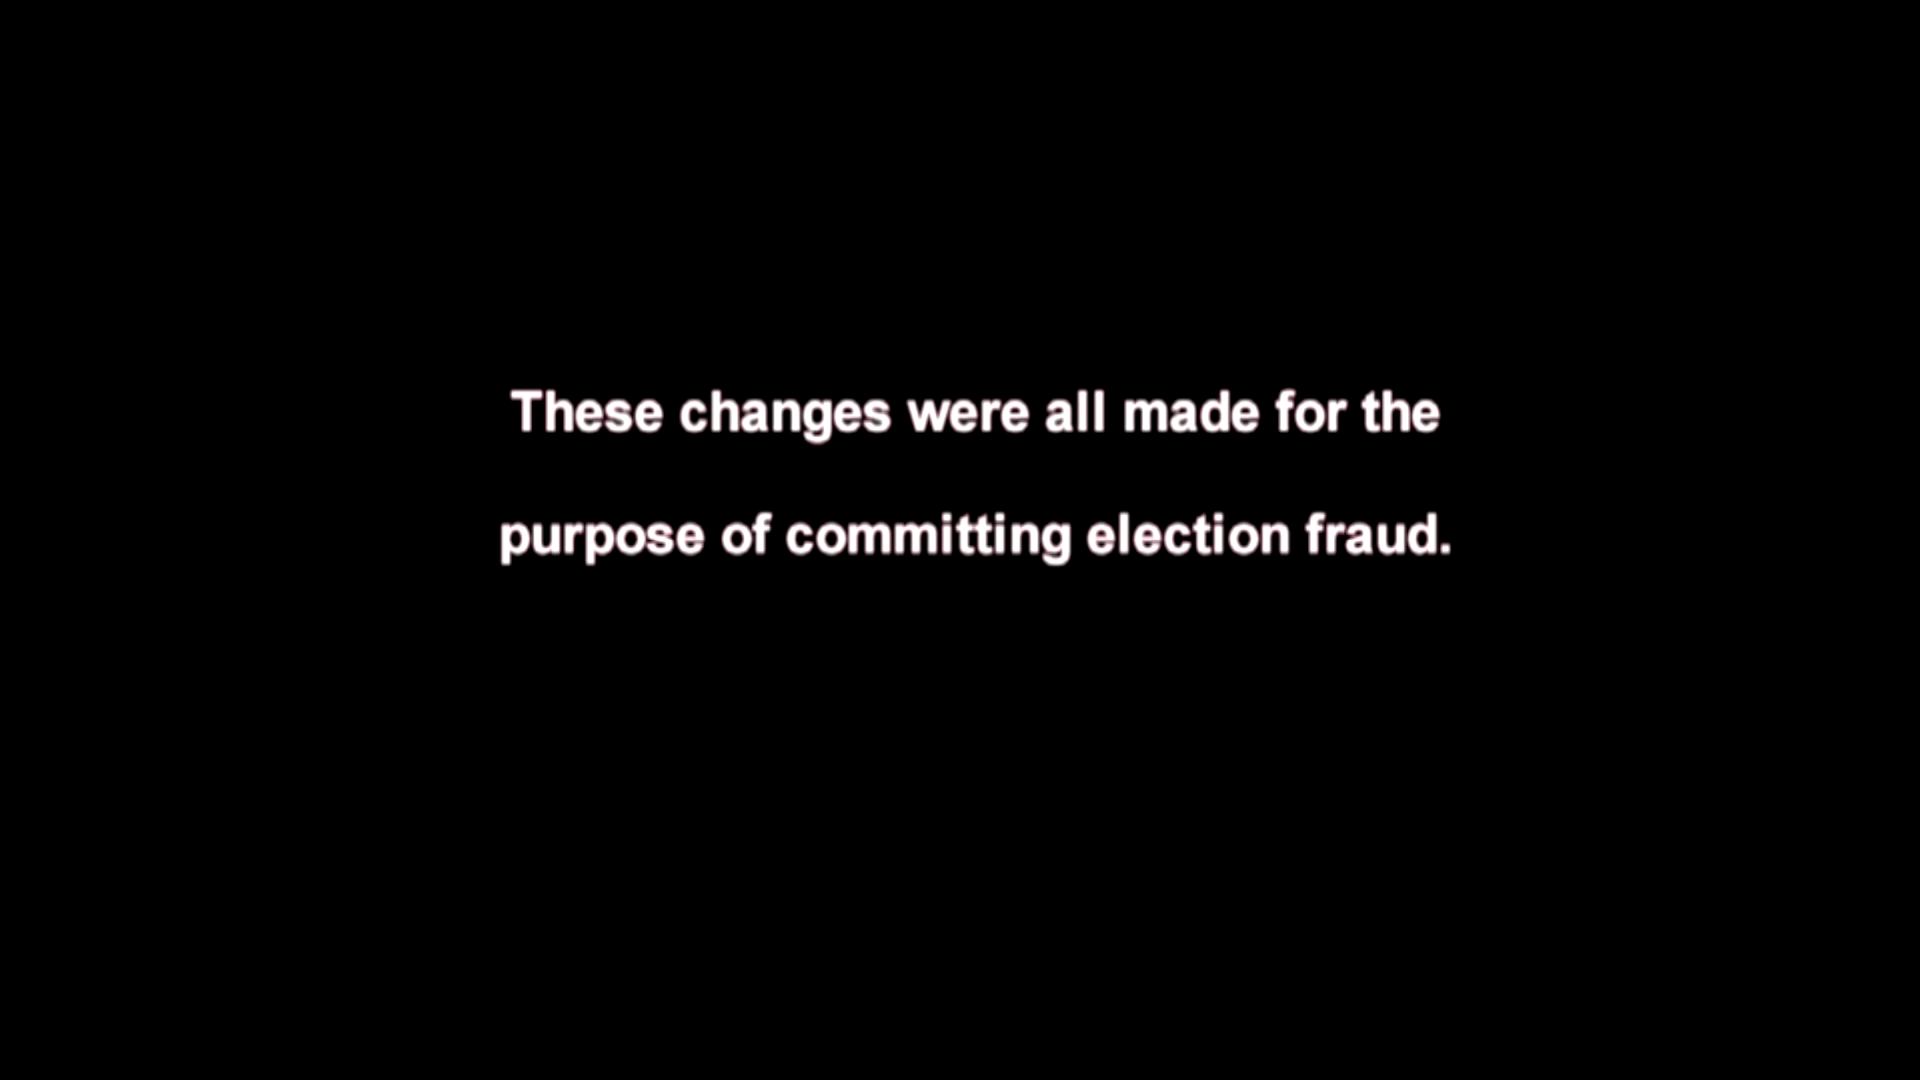 These changes were all made for the
purpose of committing election fraud.